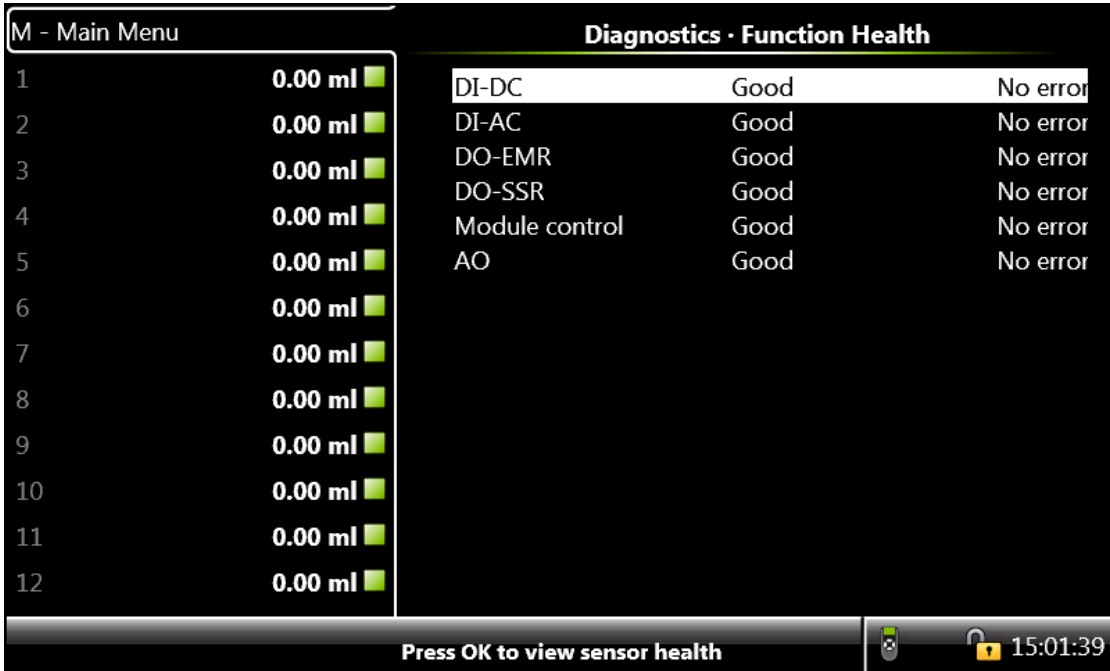 M - Main Menu
Diagnostics · Function Health
1 0.00 ml
2 0.00 ml
3 0.00 ml
4 0.00 ml
5 0.00 ml
6 0.00 ml
7 0.00 ml
8 0.00 ml
9 0.00 ml
10 0.00 ml
11 0.00 ml
12 0.00 ml
DI-DC Good No error
DI-AC Good No error
DO-EMR Good No error
DO-SSR Good No error
Module control Good No error
AO Good No error
Press OK to view sensor health
15:01:39